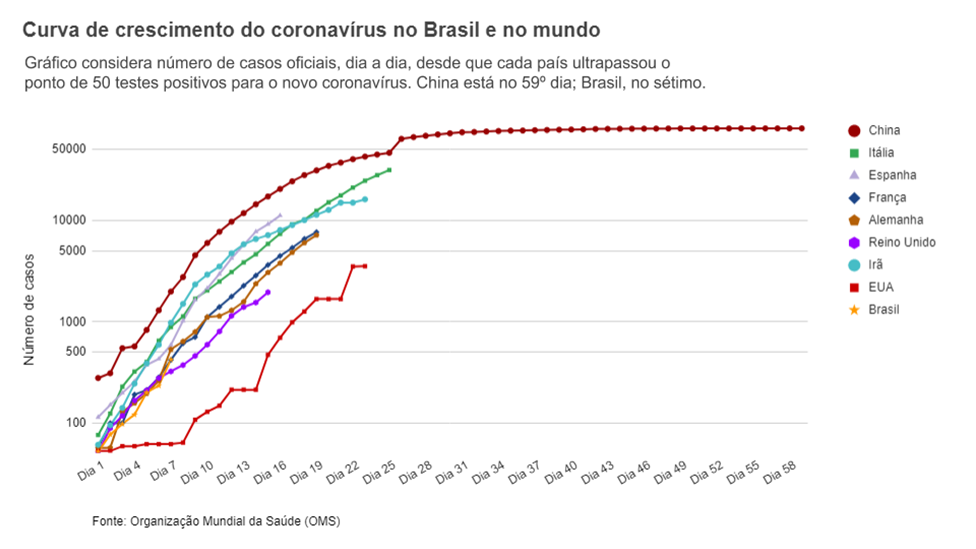 Curva de crescimento do coronavírus no Brasil e no mundo
Gráfico considera número de casos oficiais, dia a dia, desde que cada país ultrapassou o
ponto de 50 testes positivos para o novo coronavírus. China está no 59º dia; Brasil, no sétimo.
Número de casos
50000
10000
5000
1000
500
100
Dia 1
Dia 4
Dia 7
Dia 10
Dia 13
Dia 16
Dia 19
Dia 22
Dia 25
Dia 28
Dia 31
Dia 34
Dia 37
Dia 40
Dia 43
Dia 46
Dia 49
Dia 52
Dia 55
Dia 58
China
Itália
Espanha
França
Alemanha
Reino Unido
Irã
EUA
Brasil
Fonte: Organização Mundial da Saúde (OMS)